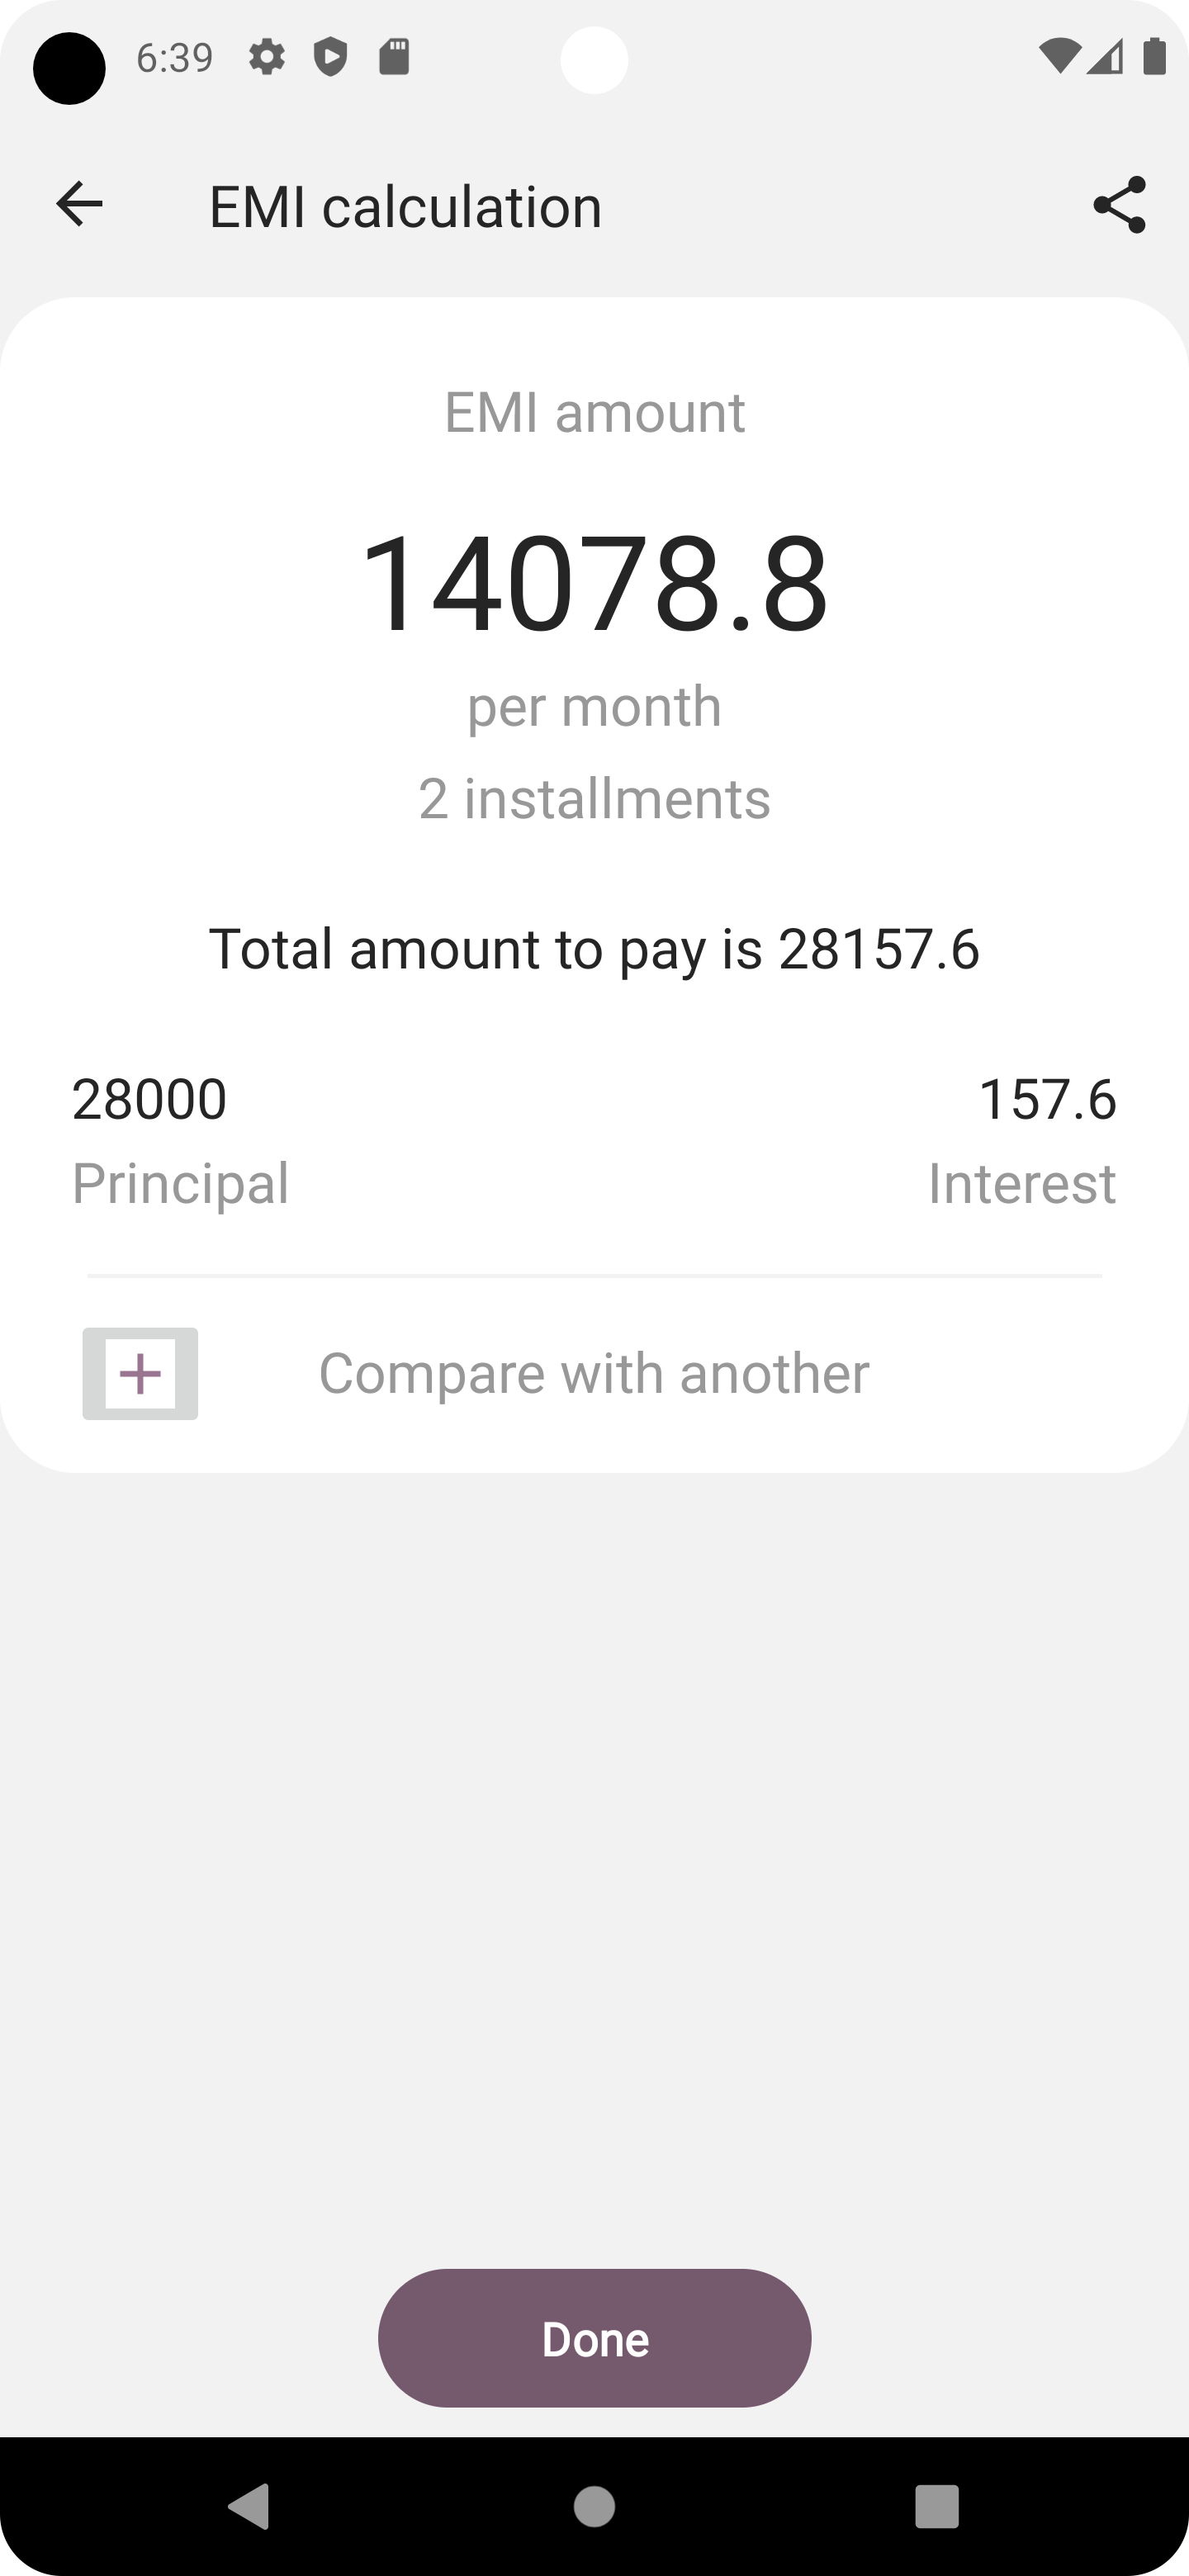 6:39
EMI calculation
EMI amount
14078.8
per month
2 installments
Total amount to pay is 28157.6
28000
157.6
Principal
Interest
Compare with another
Done